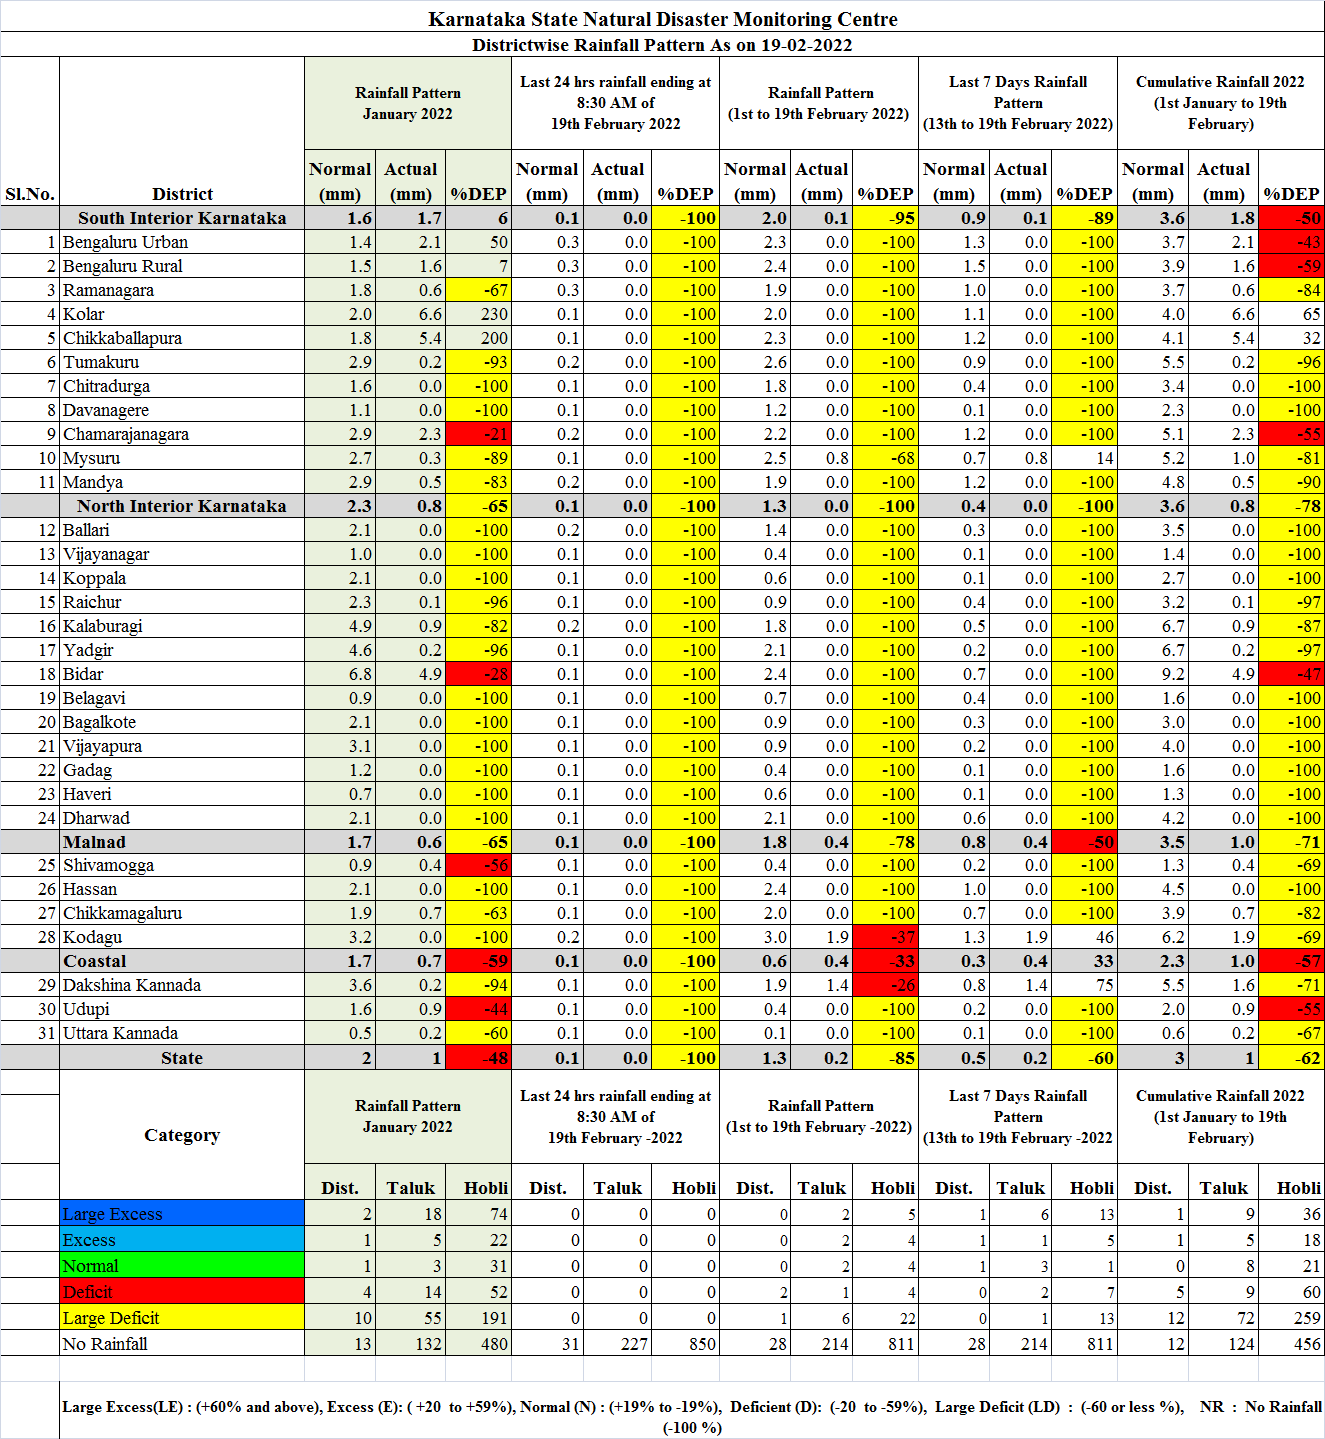 Karnataka State Natural Disaster Monitoring Centre
Districtwise Rainfall Pattern As on 19-02-2022
Sl.No. District Rainfall Pattern January 2022 Last 24 hrs rainfall ending at 8:30 AM of 19th February 2022 Rainfall Pattern (1st to 19th February 2022) Last 7 Days Rainfall Pattern (13th to 19th February 2022) Cumulative Rainfall 2022 (1st January to 19th February)
Normal (mm) Actual (mm) %DEP Normal (mm) Actual (mm) %DEP Normal (mm) Actual (mm) %DEP Normal (mm) Actual (mm) %DEP Normal (mm) Actual (mm) %DEP
South Interior Karnataka 1.6 1.7 6 0.1 0.0 -100 2.0 0.1 -95 0.9 0.1 -89 3.6 1.8 -50
1 Bengaluru Urban 1.4 2.1 50 0.3 0.0 -100 2.3 0.0 -100 1.3 0.0 -100 3.7 2.1 -43
2 Bengaluru Rural 1.5 1.6 7 0.3 0.0 -100 2.4 0.0 -100 1.5 0.0 -100 3.9 1.6 -59
3 Ramanagara 1.8 0.6 -67 0.3 0.0 -100 1.9 0.0 -100 1.0 0.0 -100 3.7 0.6 -84
4 Kolar 2.0 6.6 230 0.1 0.0 -100 2.0 0.0 -100 1.1 0.0 -100 4.0 6.6 65
5 Chikkaballapura 1.8 5.4 200 0.1 0.0 -100 2.3 0.0 -100 1.2 0.0 -100 4.1 5.4 32
6 Tumakuru 2.9 0.2 -93 0.2 0.0 -100 2.6 0.0 -100 0.9 0.0 -100 5.5 0.2 -96
7 Chitradurga 1.6 0.0 -100 0.1 0.0 -100 1.8 0.0 -100 0.4 0.0 -100 3.4 0.0 -100
8 Davanagere 1.1 0.0 -100 0.1 0.0 -100 1.2 0.0 -100 0.1 0.0 -100 2.3 0.0 -100
9 Chamarajanagara 2.9 2.3 -21 0.2 0.0 -100 2.2 0.0 -100 1.2 0.0 -100 5.1 2.3 -55
10 Mysuru 2.7 0.3 -89 0.1 0.0 -100 2.5 0.8 -68 0.7 0.8 14 5.2 1.0 -81
11 Mandya 2.9 0.5 -83 0.2 0.0 -100 1.9 0.0 -100 1.2 0.0 -100 4.8 0.5 -90
North Interior Karnataka 2.3 0.8 -65 0.1 0.0 -100 1.3 0.0 -100 0.4 0.0 -100 3.6 0.8 -78
12 Ballari 2.1 0.0 -100 0.2 0.0 -100 1.4 0.0 -100 0.3 0.0 -100 3.5 0.0 -100
13 Vijayanagar 1.0 0.0 -100 0.1 0.0 -100 0.4 0.0 -100 0.1 0.0 -100 1.4 0.0 -100
14 Koppala 2.1 0.0 -100 0.1 0.0 -100 0.6 0.0 -100 0.1 0.0 -100 2.7 0.0 -100
15 Raichur 2.3 0.1 -96 0.1 0.0 -100 0.9 0.0 -100 0.4 0.0 -100 3.2 0.1 -97
16 Kalaburagi 4.9 0.9 -82 0.2 0.0 -100 1.8 0.0 -100 0.5 0.0 -100 6.7 0.9 -87
17 Yadgir 4.6 0.2 -96 0.1 0.0 -100 2.1 0.0 -100 0.2 0.0 -100 6.7 0.2 -97
18 Bidar 6.8 4.9 -28 0.1 0.0 -100 2.4 0.0 -100 0.7 0.0 -100 9.2 4.9 -47
19 Belagavi 0.9 0.0 -100 0.1 0.0 -100 0.7 0.0 -100 0.4 0.0 -100 1.6 0.0 -100
20 Bagalkote 2.1 0.0 -100 0.1 0.0 -100 0.9 0.0 -100 0.3 0.0 -100 3.0 0.0 -100
21 Vijayapura 3.1 0.0 -100 0.1 0.0 -100 0.9 0.0 -100 0.2 0.0 -100 4.0 0.0 -100
22 Gadag 1.2 0.0 -100 0.1 0.0 -100 0.4 0.0 -100 0.1 0.0 -100 1.6 0.0 -100
23 Haveri 0.7 0.0 -100 0.1 0.0 -100 0.6 0.0 -100 0.1 0.0 -100 1.3 0.0 -100
24 Dharwad 2.1 0.0 -100 0.1 0.0 -100 2.1 0.0 -100 0.6 0.0 -100 4.2 0.0 -100
Malnad 1.7 0.6 -65 0.1 0.0 -100 1.8 0.4 -78 0.8 0.4 -50 3.5 1.0 -71
25 Shivamogga 0.9 0.4 -56 0.1 0.0 -100 0.4 0.0 -100 0.2 0.0 -100 1.3 0.4 -69
26 Hassan 2.1 0.0 -100 0.1 0.0 -100 2.4 0.0 -100 1.0 0.0 -100 4.5 0.0 -100
27 Chikkamagaluru 1.9 0.7 -63 0.1 0.0 -100 2.0 0.0 -100 0.7 0.0 -100 3.9 0.7 -82
28 Kodagu 3.2 0.0 -100 0.2 0.0 -100 3.0 1.9 -37 1.3 1.9 46 6.2 1.9 -69
Coastal 1.7 0.7 -59 0.1 0.0 -100 0.6 0.4 -33 0.3 0.4 33 2.3 1.0 -57
29 Dakshina Kannada 3.6 0.2 -94 0.1 0.0 -100 1.9 1.4 -26 0.8 1.4 75 5.5 1.6 -71
30 Udupi 1.6 0.9 -44 0.1 0.0 -100 0.4 0.0 -100 0.2 0.0 -100 2.0 0.9 -55
31 Uttara Kannada 0.5 0.2 -60 0.1 0.0 -100 0.1 0.0 -100 0.1 0.0 -100 0.6 0.2 -67
State 2 1 -48 0.1 0.0 -100 1.3 0.2 -85 0.5 0.2 -60 3 1 -62
Category Rainfall Pattern January 2022 Last 24 hrs rainfall ending at 8:30 AM of 19th February -2022 Rainfall Pattern (1st to 19th February -2022) Last 7 Days Rainfall Pattern (13th to 19th February -2022 Cumulative Rainfall 2022 (1st January to 19th February)
Dist. Taluk Hobli Dist. Taluk Hobli Dist. Taluk Hobli Dist. Taluk Hobli Dist. Taluk Hobli
Large Excess 2 18 74 0 0 0 0 2 5 1 6 13 1 9 36
Excess 1 5 22 0 0 0 0 2 4 1 1 5 1 5 18
Normal 1 3 31 0 0 0 0 2 4 1 3 1 0 8 21
Deficit 4 14 52 0 0 0 2 1 4 0 2 7 5 9 60
Large Deficit 10 55 191 0 0 0 1 6 22 0 1 13 12 72 259
No Rainfall 13 132 480 31 227 850 28 214 811 28 214 811 12 124 456
Large Excess(LE) : (+60% and above), Excess (E): ( +20 to +59%), Normal (N) : (+19% to -19%), Deficient (D): (-20 to -59%), Large Deficit (LD) : (-60 or less %), NR : No Rainfall
(-100 %)